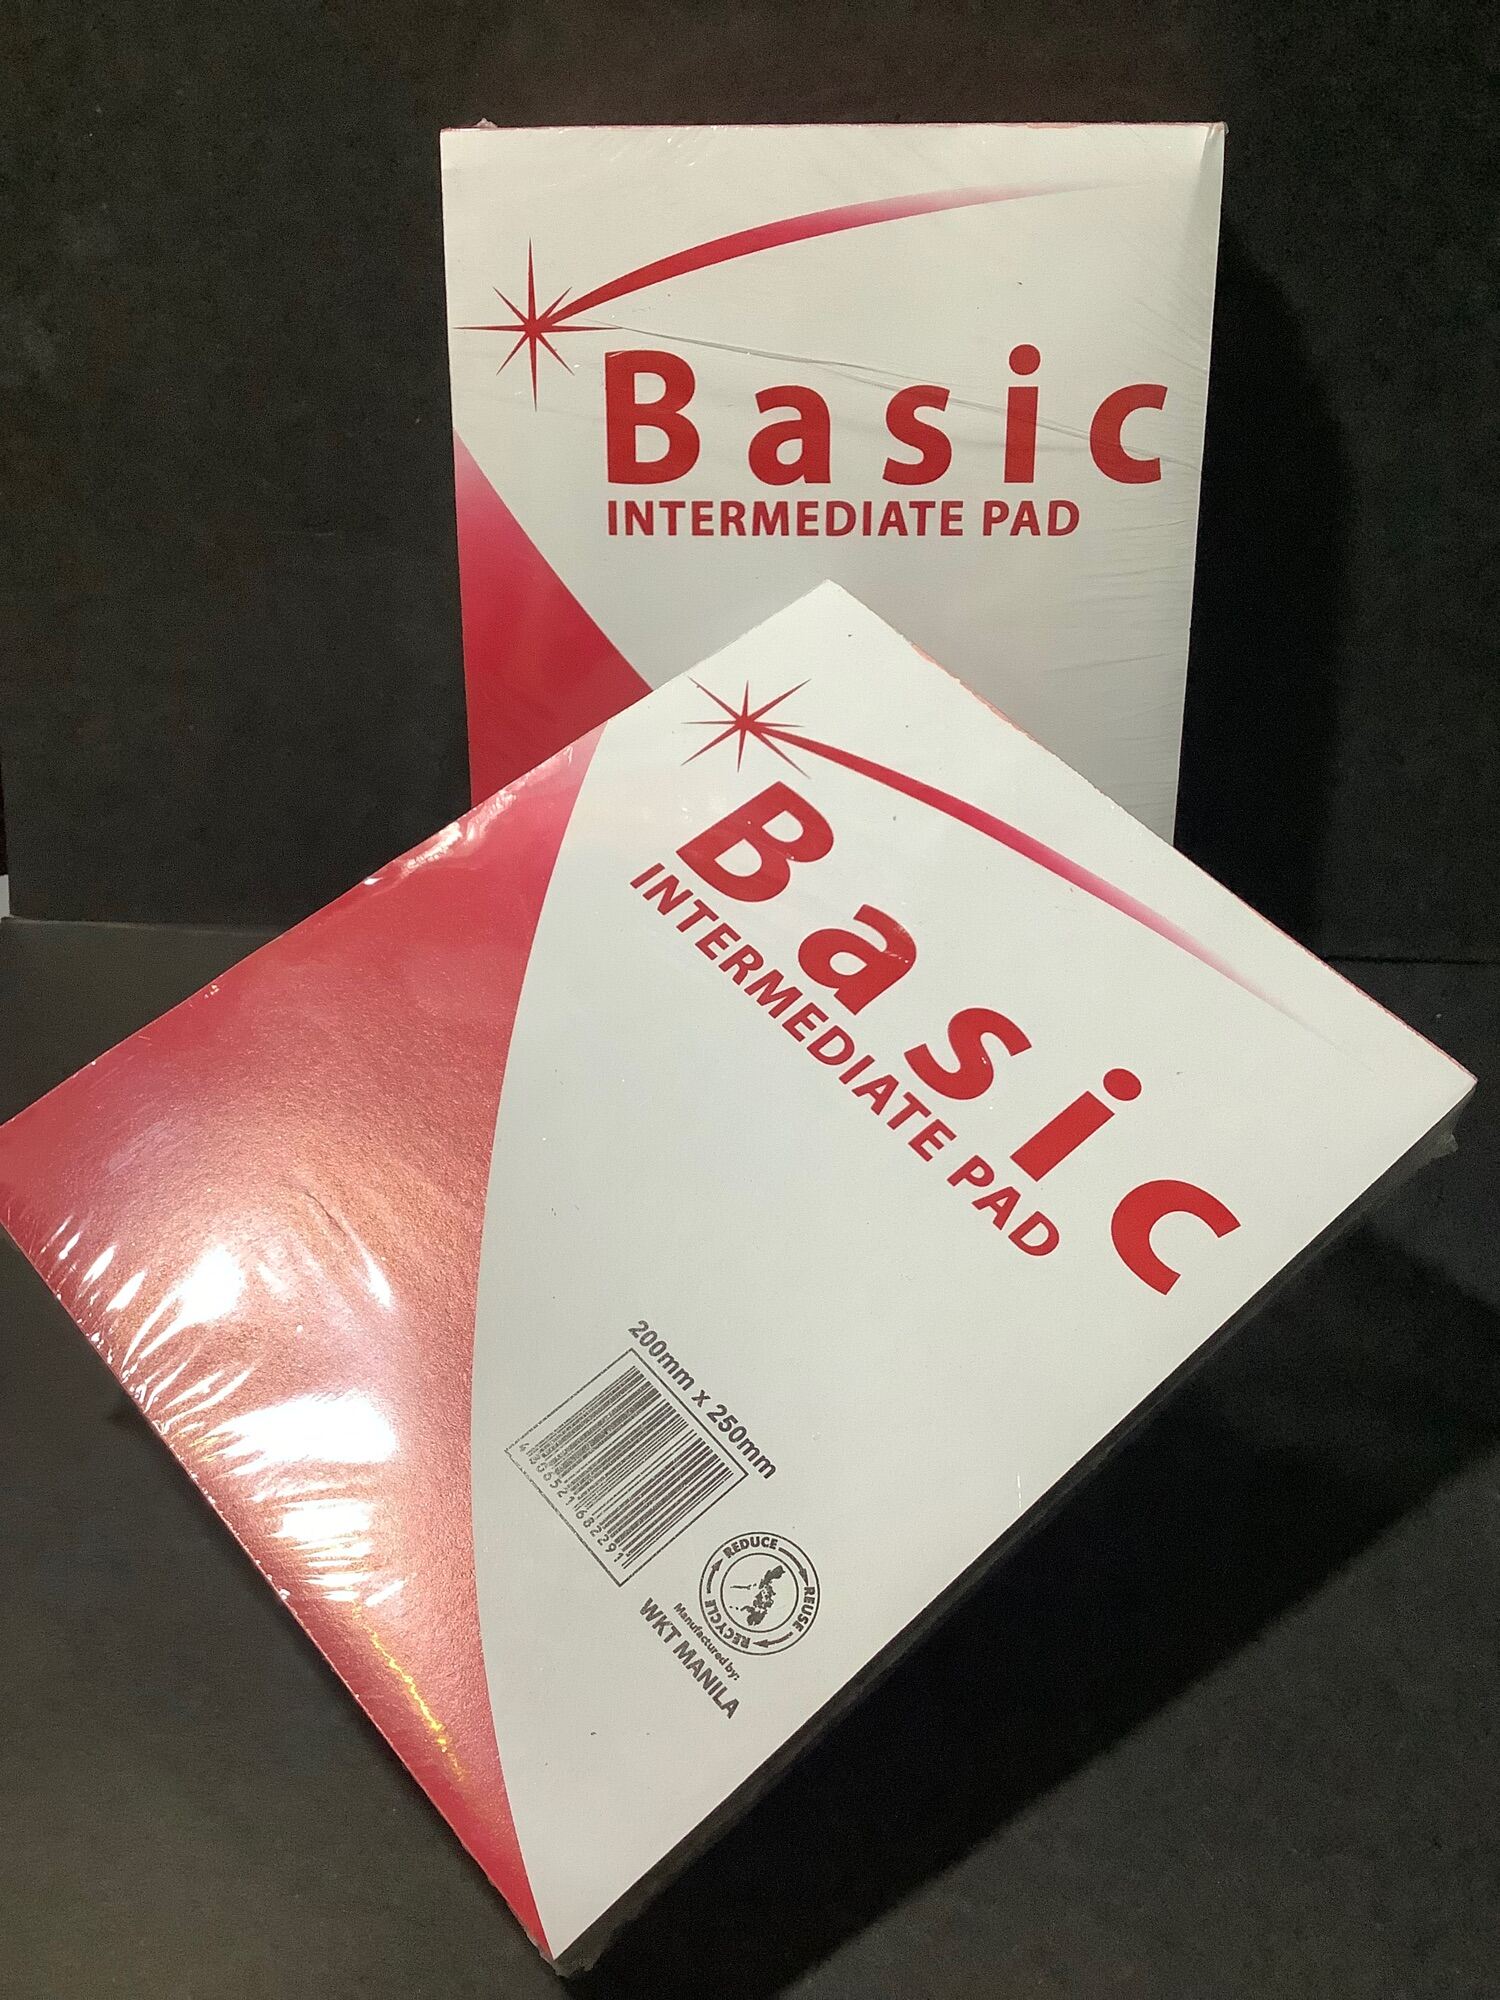 Basic
INTERMEDIATE PAD
Basic
INTERMEDIATE PAD
200mm x 250mm
REDUCE
REUSE
RECYCLE
Manufactured by:
WKT MANILA